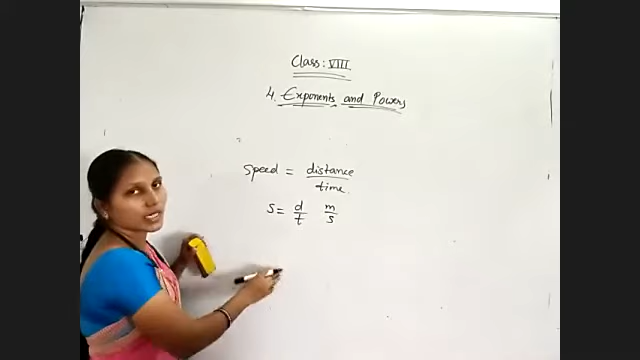 Class: VIII
4. Exponents and Powers
Speed = distance / time
S = d/t m/s